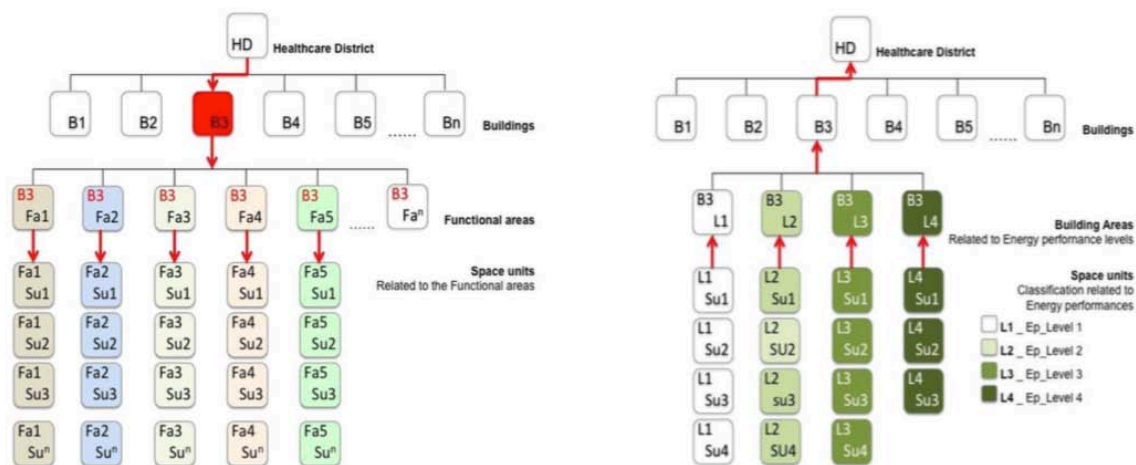 HD
Healthcare District
B1
B2
B3
B4
B5
......
Bn
Buildings
B3
Fa1
B3
Fa2
B3
Fa3
B3
Fa4
B3
Fa5
......
B3
Faⁿ
Functional areas
Fa1
Su1
Fa2
Su1
Fa3
Su1
Fa4
Su1
Fa5
Su1
Space units
Related to the Functional areas
Fa1
Su2
Fa2
Su2
Fa3
Su2
Fa4
Su2
Fa5
Su2
Fa1
Su3
Fa2
Su3
Fa3
Su3
Fa4
Su3
Fa5
Su3
Fa1
Suⁿ
Fa2
Suⁿ
Fa3
Suⁿ
Fa4
Suⁿ
Fa5
Suⁿ
HD
Healthcare District
B1
B2
B3
B4
B5
......
Bn
Buildings
B3
L1
B3
L2
B3
L3
B3
L4
Building Areas
Related to Energy perfornance levels
L1
Su1
L2
Su1
L3
Su1
L4
Su1
Space units
Classification related to
Energy performances
L1
Su2
L2
SU2
L3
Su2
L4
Su2
L1
Su3
L2
su3
L3
Su3
L4
Su3
L1
Su4
L2
SU4
L3
Su4
L1 _ Ep_Level 1
L2 _ Ep_Level 2
L3 _ Ep_Level 3
L4 _ Ep_Level 4